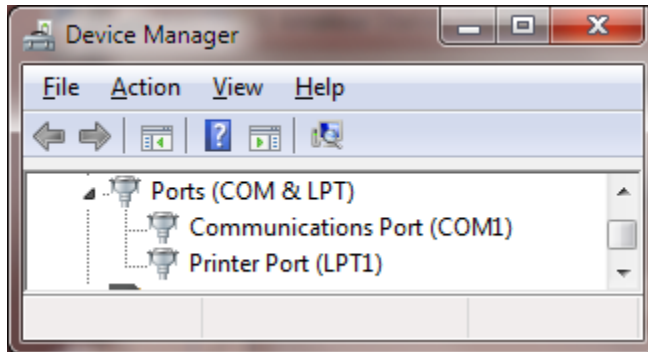 Device Manager
File Action View Help
Ports (COM & LPT)
Communications Port (COM1)
Printer Port (LPT1)